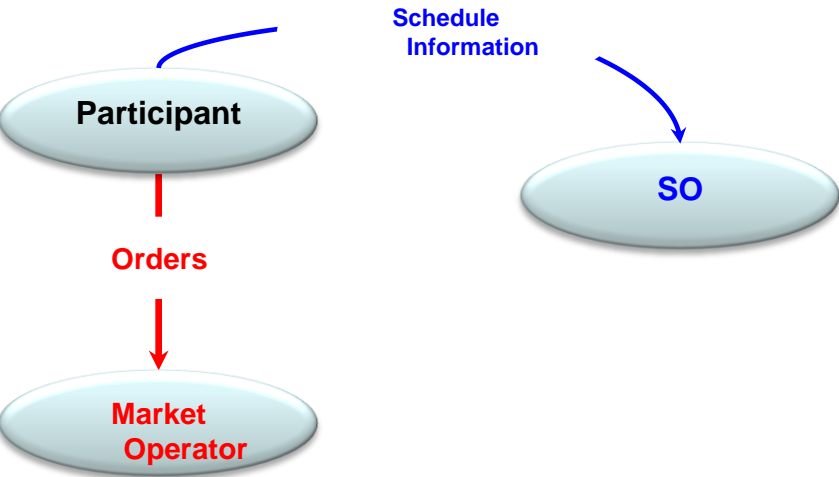 Schedule
Information
Participant
SO
Orders
Market
Operator